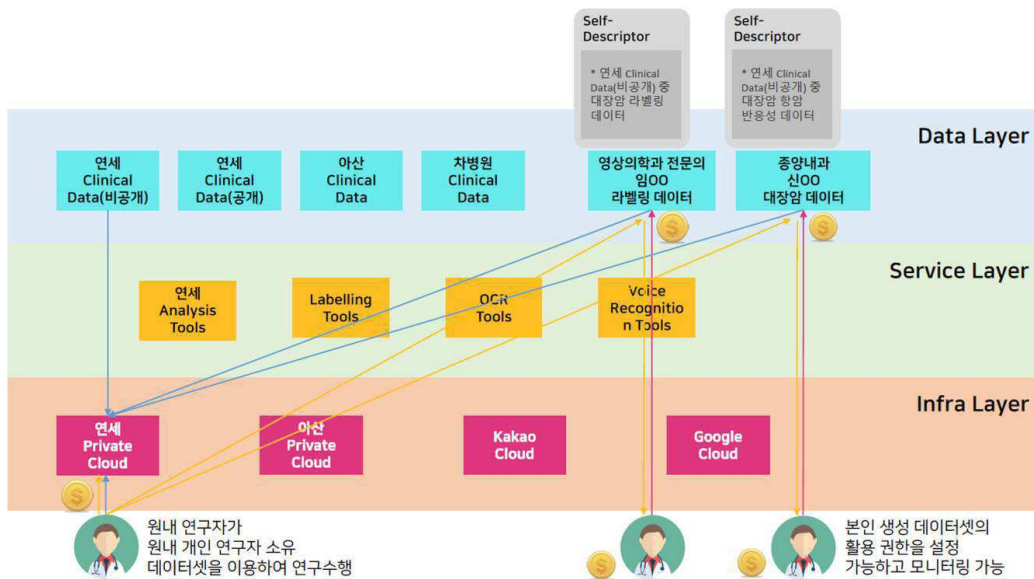 Self-
Descriptor
* 연세 Clinical
Data(비공개) 중
대장암 라벨링
데이터
Self-
Descriptor
* 연세 Clinical
Data(비공개) 중
대장암 항암
반응성 데이터
Data Layer
연세
Clinical
Data(비공개)
연세
Clinical
Data(공개)
아산
Clinical
Data
차병원
Clinical
Data
영상의학과 전문의
임OO
라벨링 데이터
종양내과
신OO
대장암 데이터
Service Layer
연세
Analysis
Tools
Labelling
Tools
OCR
Tools
Voice
Recognitio
n Tools
Infra Layer
연세
Private
Cloud
아산
Private
Cloud
Kakao
Cloud
Google
Cloud
원내 연구자가
원내 개인 연구자 소유
데이터셋을 이용하여 연구수행
본인 생성 데이터셋의
활용 권한을 설정
가능하고 모니터링 가능